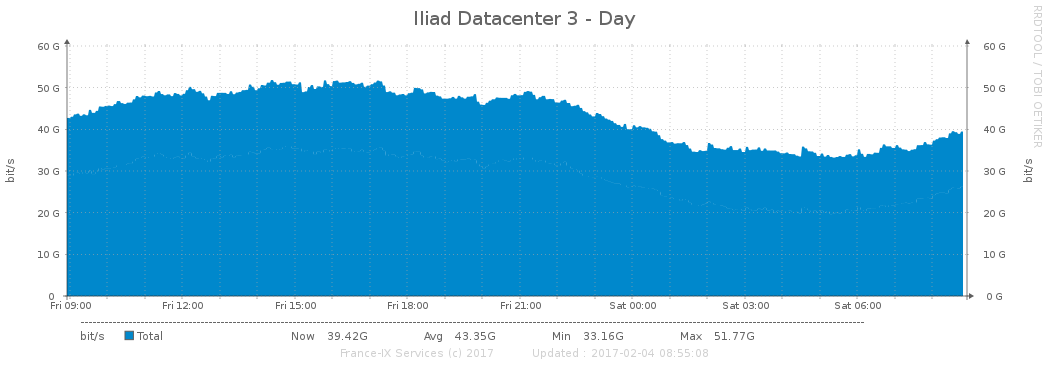 Iliad Datacenter 3 - Day
RRDTOOL / TOBI OETIKER
bit/s
60 G
50 G
40 G
30 G
20 G
10 G
0
60 G
50 G
40 G
30 G
20 G
10 G
0 G
bit/s
Fri 09:00 Fri 12:00 Fri 15:00 Fri 18:00 Fri 21:00 Sat 00:00 Sat 03:00 Sat 06:00
bit/s Total Now 39.42G Avg 43.35G Min 33.16G Max 51.77G
France-IX Services (c) 2017 Updated : 2017-02-04 08:55:08